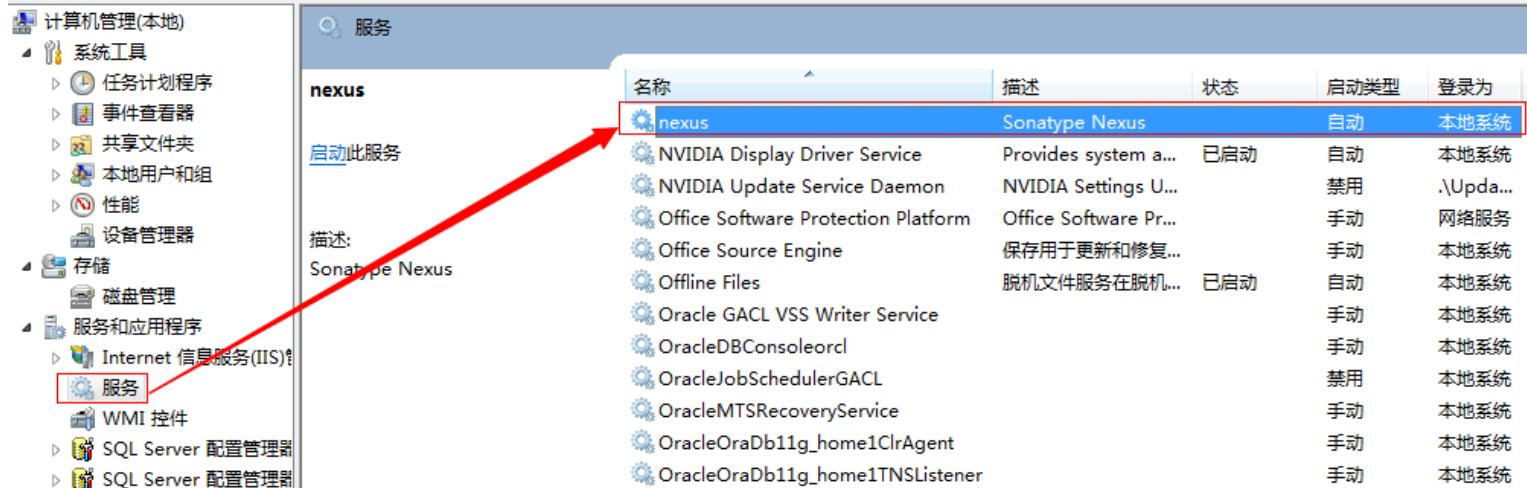 计算机管理(本地)
系统工具
任务计划程序
事件查看器
共享文件夹
本地用户和组
性能
设备管理器
存储
磁盘管理
服务和应用程序
Internet 信息服务(IIS)管
服务
WMI 控件
SQL Server 配置管理器
SQL Server 配置管理器
服务
nexus
启动此服务
描述:
Sonatype Nexus
名称 描述 状态 启动类型 登录为
nexus Sonatype Nexus 自动 本地系统
NVIDIA Display Driver Service Provides system a... 已启动 自动 本地系统
NVIDIA Update Service Daemon NVIDIA Settings U... 禁用 .\Upda...
Office Software Protection Platform Office Software Pr... 手动 网络服务
Office Source Engine 保存用于更新和修复... 手动 本地系统
Offline Files 脱机文件服务在脱机... 已启动 自动 本地系统
Oracle GACL VSS Writer Service 手动 本地系统
OracleDBConsoleorcl 手动 本地系统
OracleJobSchedulerGACL 禁用 本地系统
OracleMTSRecoveryService 手动 本地系统
OracleOraDb11g_home1ClrAgent 手动 本地系统
OracleOraDb11g_home1TNSListener 手动 本地系统